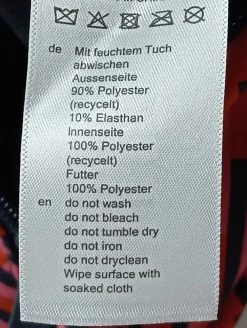 de Mit feuchtem Tuch
abwischen
Aussenseite
90% Polyester
(recycelt)
10% Elasthan
Innenseite
100% Polyester
(recycelt)
Futter
100% Polyester
en do not wash
do not bleach
do not tumble dry
do not iron
do not dryclean
Wipe surface with
soaked cloth